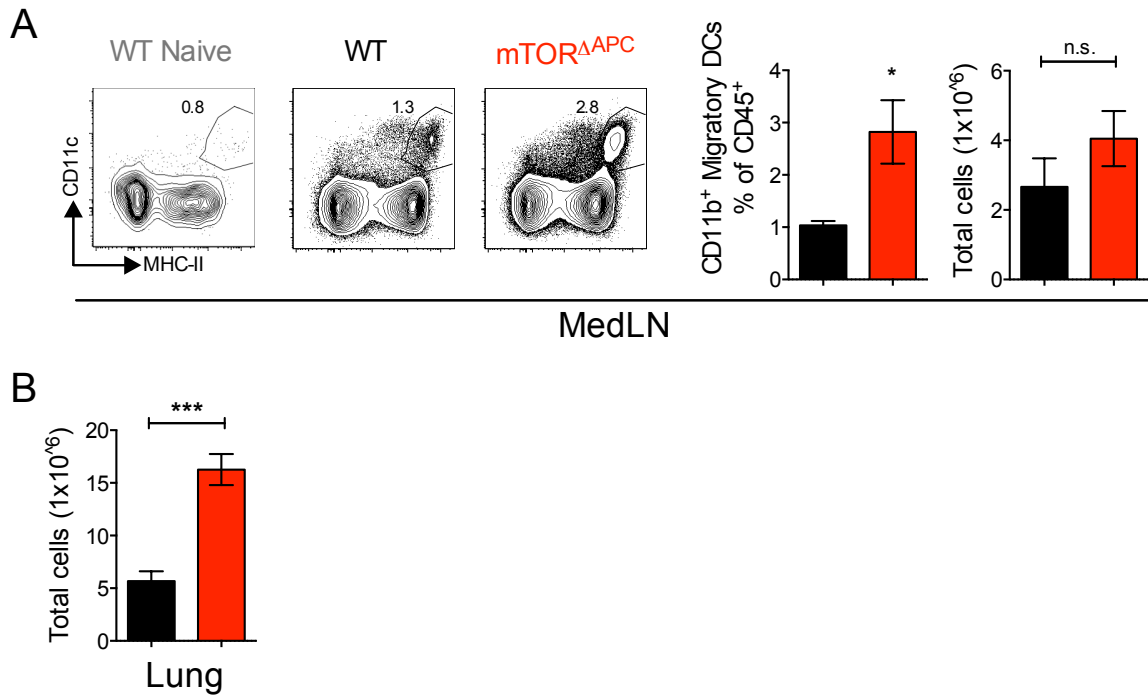 A
WT Naive
WT
mTOR^ΔAPC
0.8
1.3
2.8
CD11c
MHC-II
CD11b+ Migratory DCs
% of CD45+
4
3
2
1
0
*
Total cells (1x10^6)
6
4
2
0
n.s.
MedLN
B
Total cells (1x10^6)
20
15
10
5
0
***
Lung